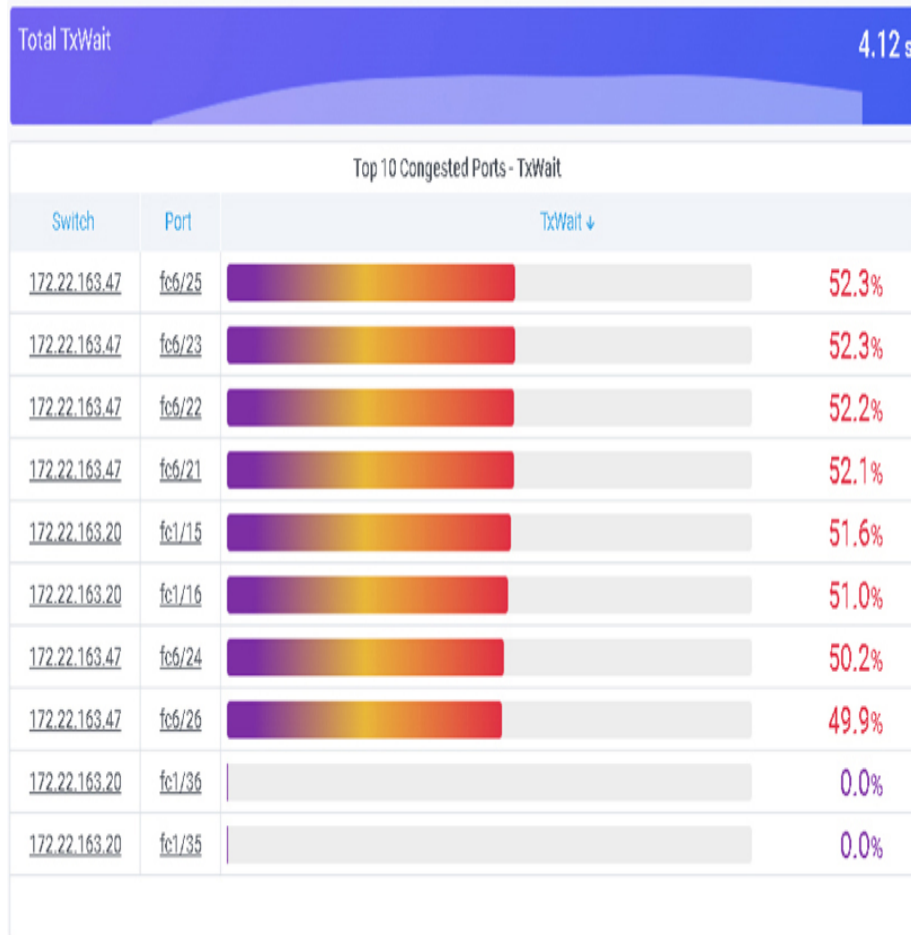 Total TxWait 4.12 s
Top 10 Congested Ports - TxWait
Switch Port TxWait ↓
172.22.163.47 fc6/25 52.3%
172.22.163.47 fc6/23 52.3%
172.22.163.47 fc6/22 52.2%
172.22.163.47 fc6/21 52.1%
172.22.163.20 fc1/15 51.6%
172.22.163.20 fc1/16 51.0%
172.22.163.47 fc6/24 50.2%
172.22.163.47 fc6/26 49.9%
172.22.163.20 fc1/36 0.0%
172.22.163.20 fc1/35 0.0%